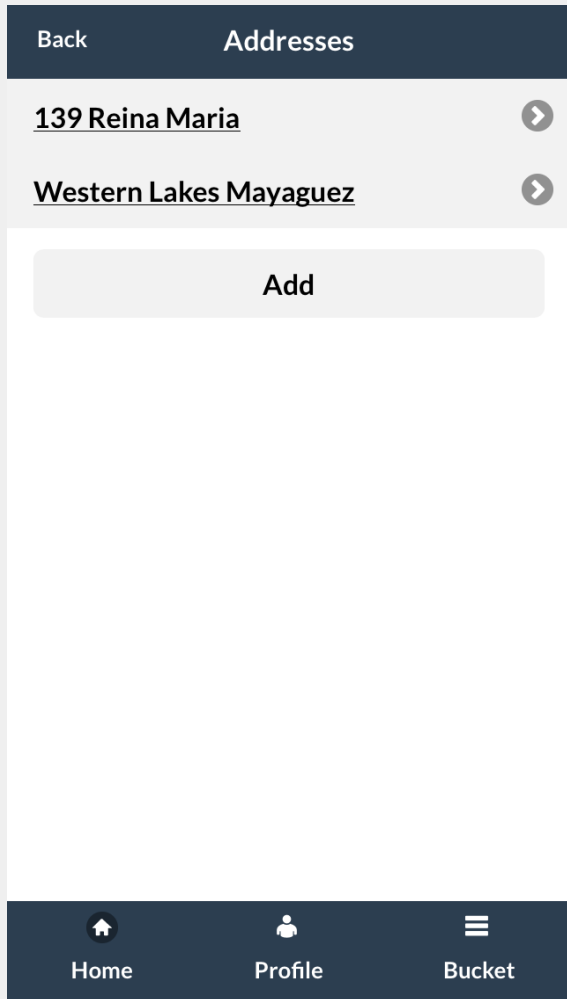 Back Addresses
139 Reina Maria
Western Lakes Mayaguez
Add
Home Profile Bucket